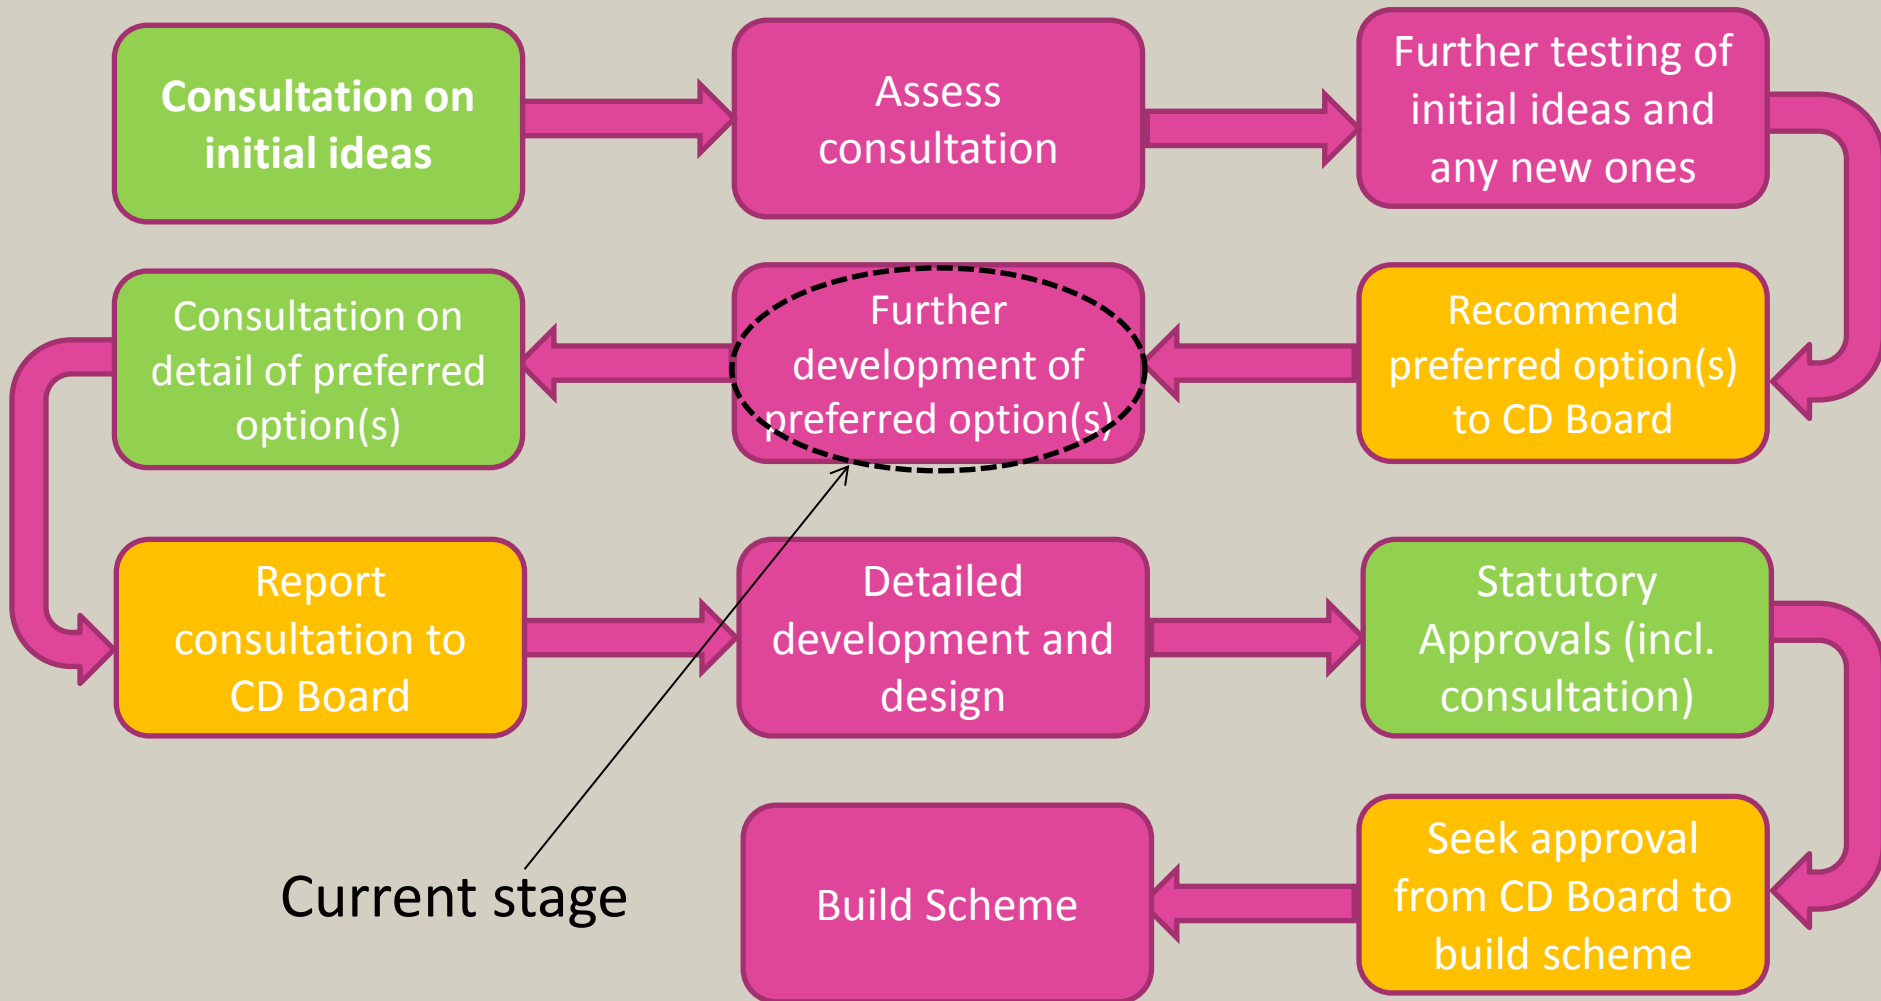 Consultation on
initial ideas
Assess
consultation
Further testing of
initial ideas and
any new ones
Consultation on
detail of preferred
option(s)
Further
development of
preferred option(s)
Recommend
preferred option(s)
to CD Board
Report
consultation to
CD Board
Detailed
development and
design
Statutory
Approvals (incl.
consultation)
Current stage
Build Scheme
Seek approval
from CD Board to
build scheme